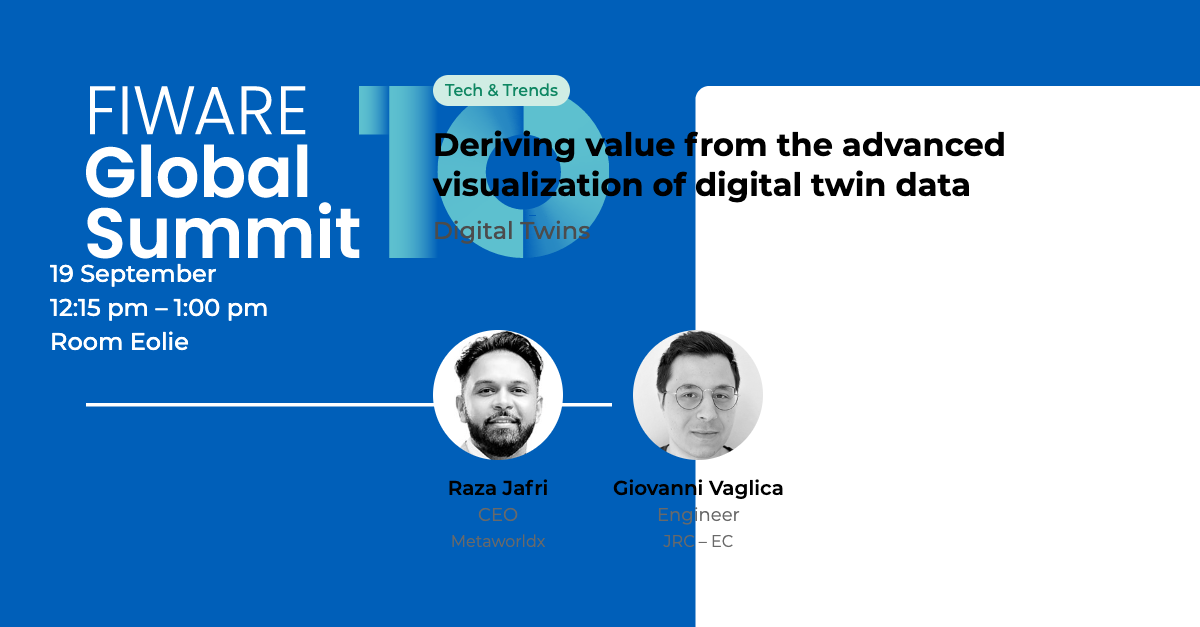 FIWARE
Global
Summit
10
19 September
12:15 pm – 1:00 pm
Room Eolie
Tech & Trends
Deriving value from the advanced
visualization of digital twin data
Digital Twins
Raza Jafri
CEO
Metaworldx
Giovanni Vaglica
Engineer
JRC – EC